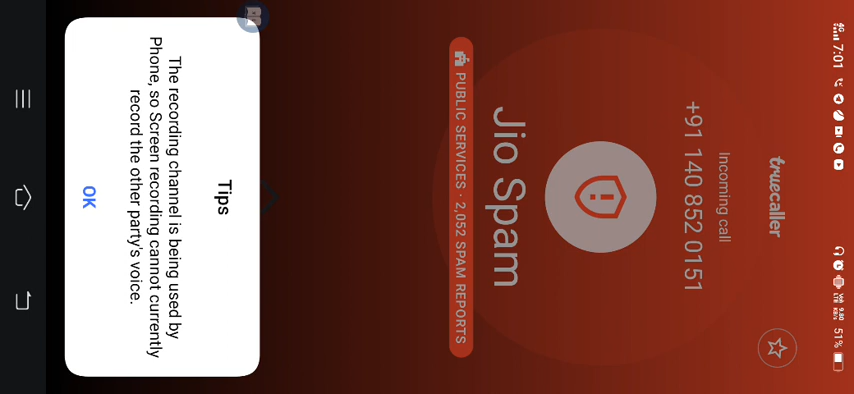 4G 7:01 51%
truecaller
Incoming call
+91 140 852 0151
Jio Spam
PUBLIC SERVICES · 2,052 SPAM REPORTS
Tips
The recording channel is being used by
Phone, so Screen recording cannot currently
record the other party's voice.
OK